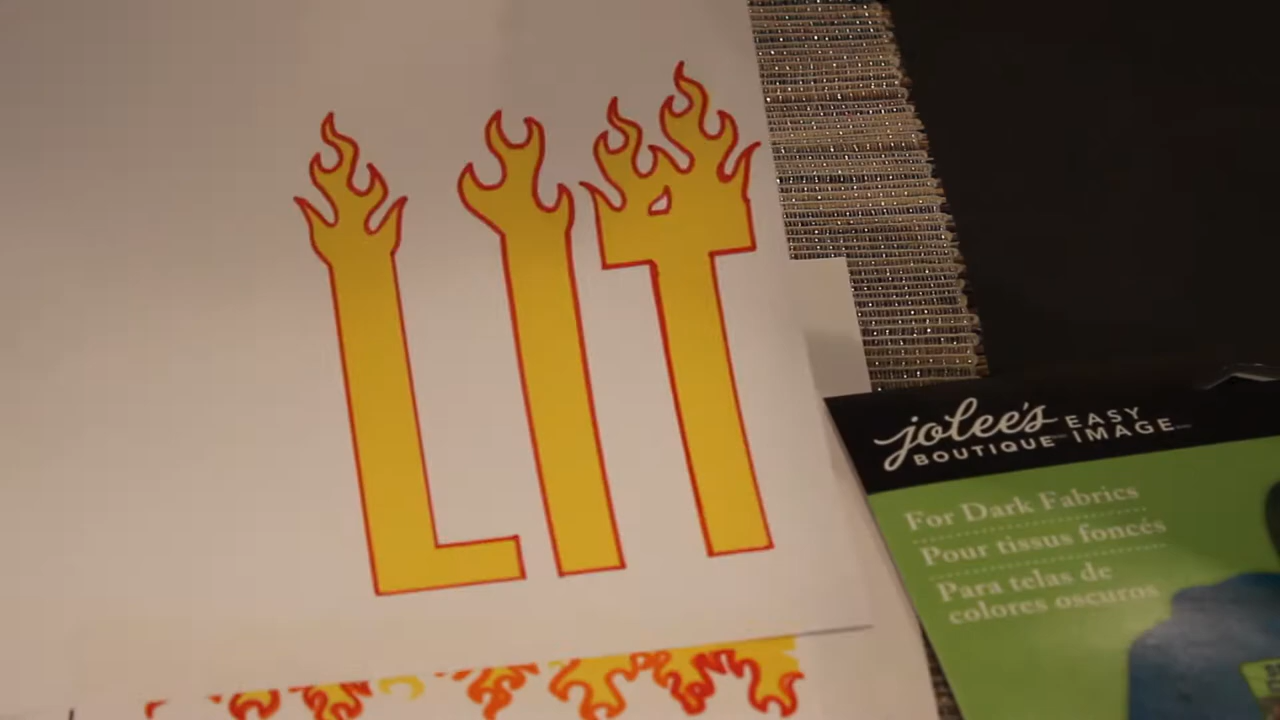 LIT
jolee's
BOUTIQUE
EASY
IMAGE
For Dark Fabrics
Pour tissus foncés
Para telas de
colores oscuros